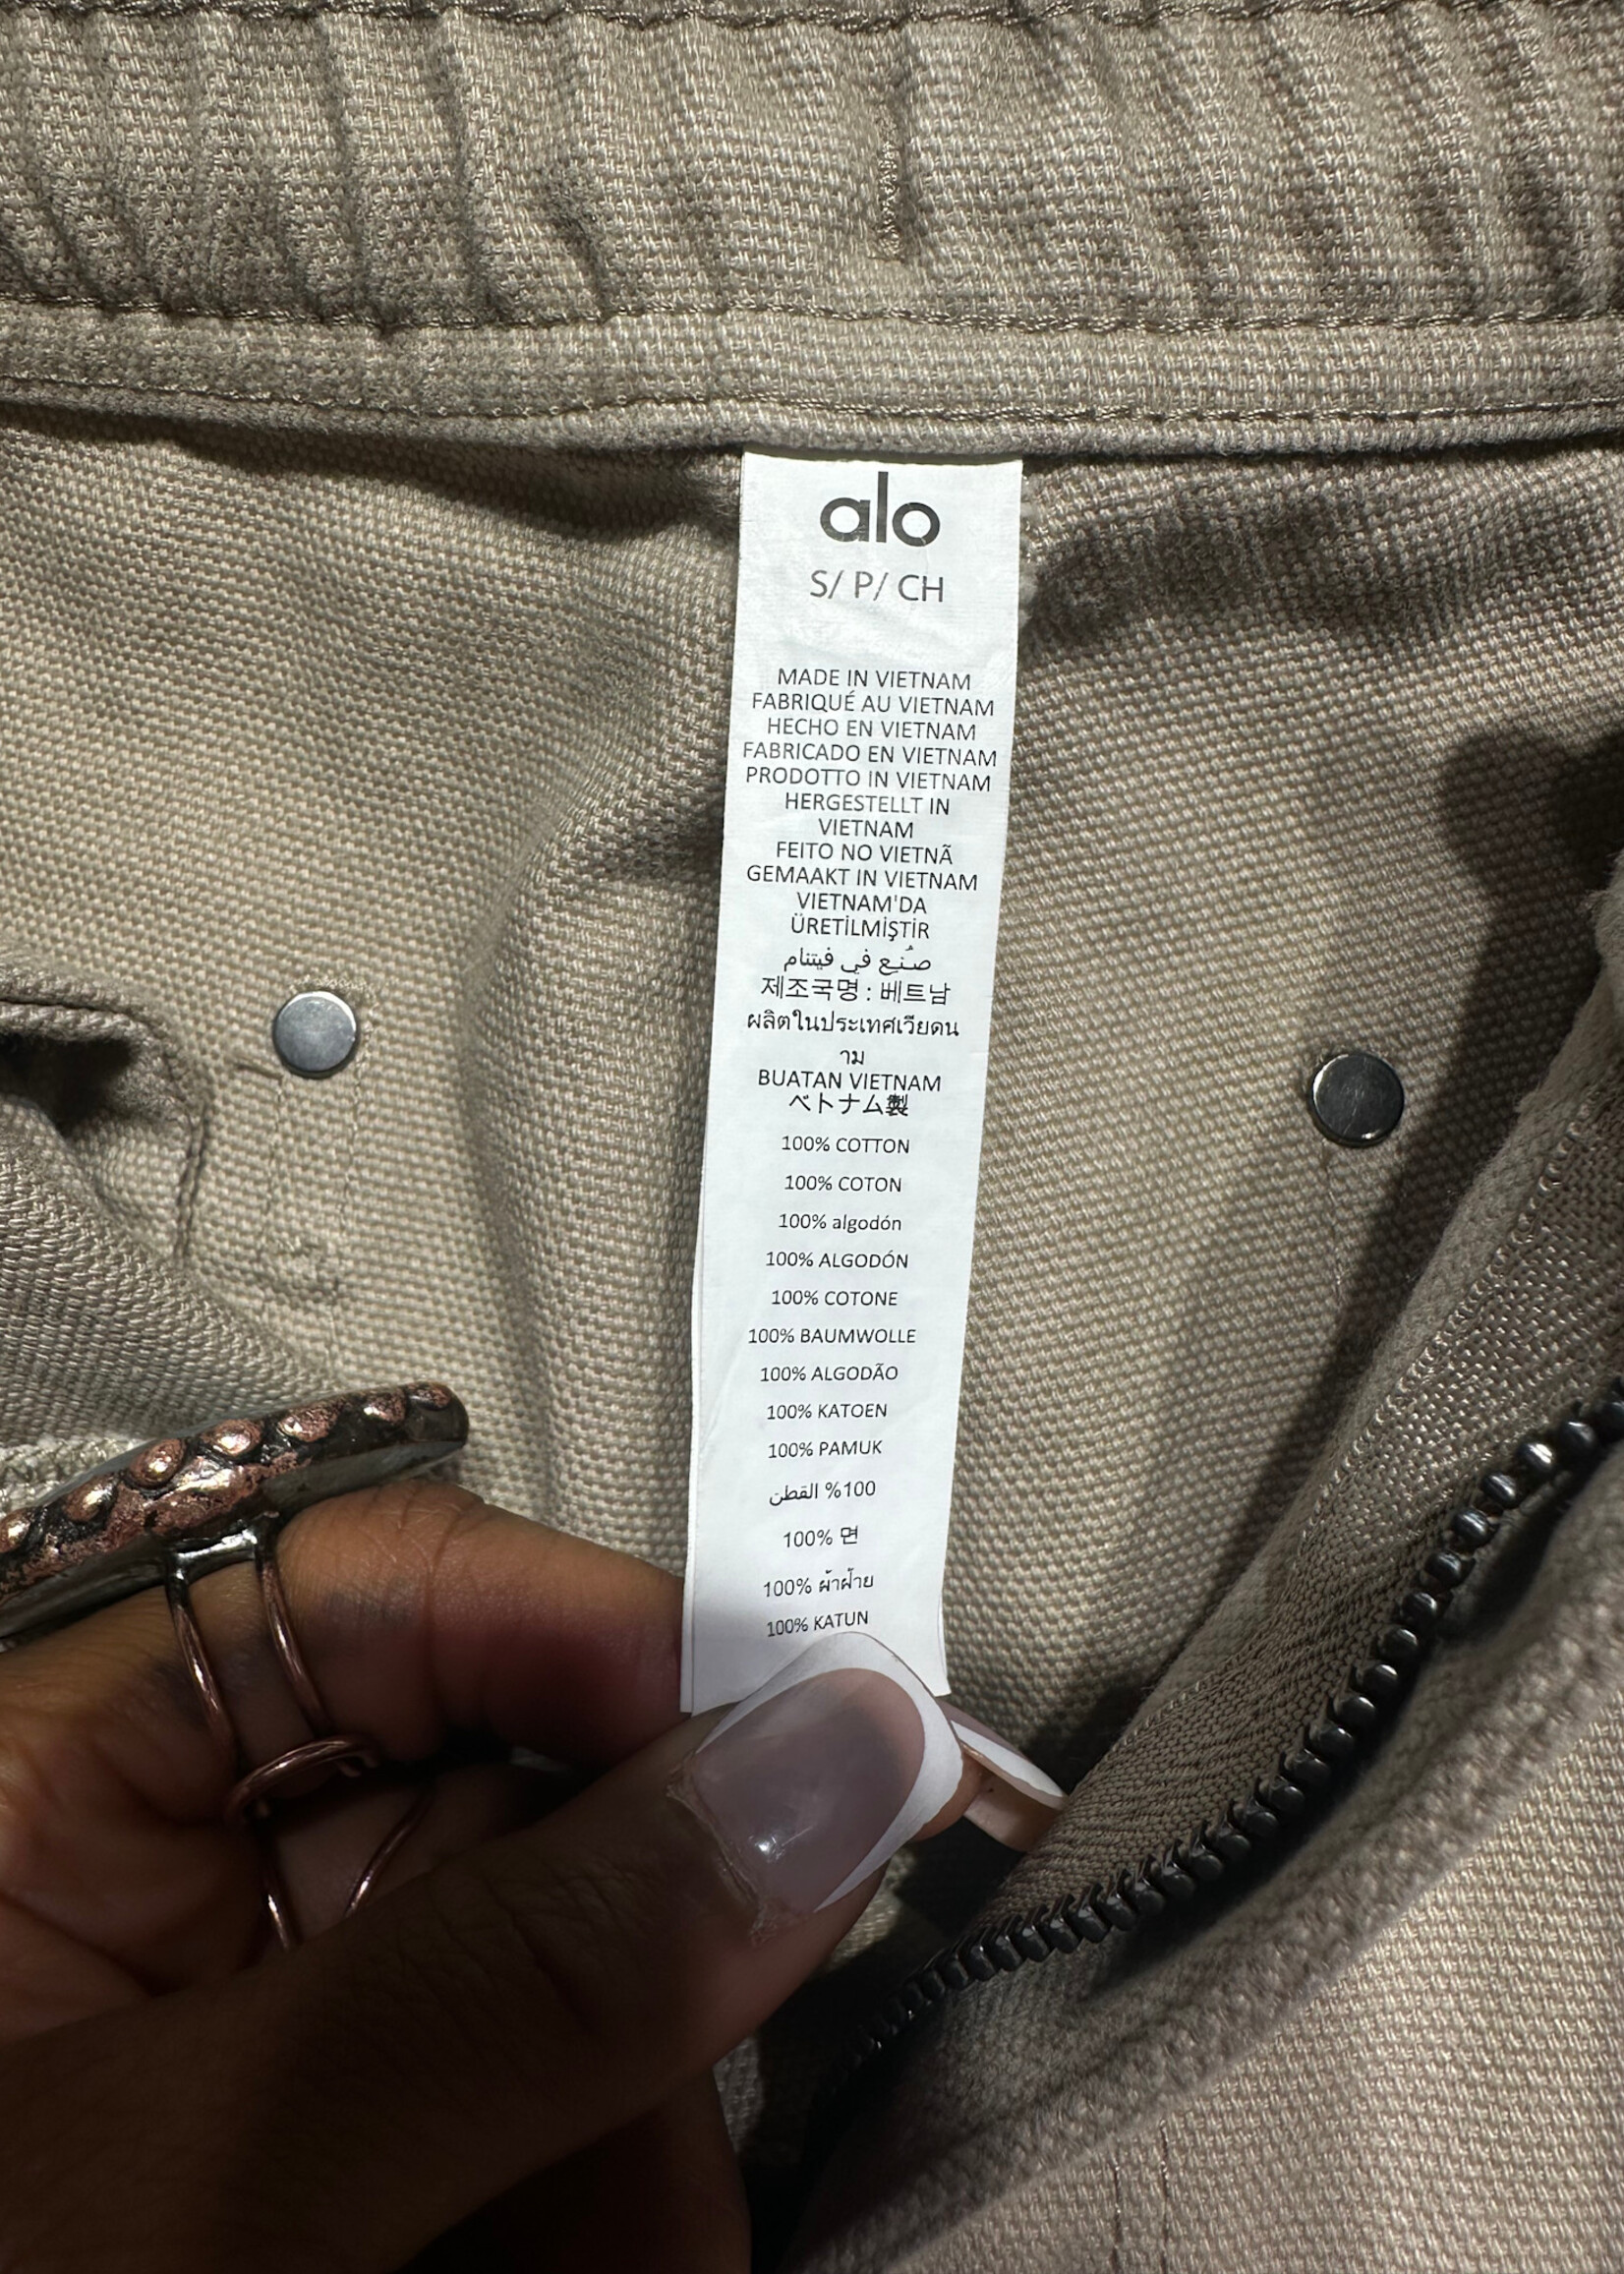 alo
S/ P/ CH
MADE IN VIETNAM
FABRIQUÉ AU VIETNAM
HECHO EN VIETNAM
FABRICADO EN VIETNAM
PRODOTTO IN VIETNAM
HERGESTELLT IN
VIETNAM
FEITO NO VIETNÃ
GEMAAKT IN VIETNAM
VIETNAM'DA
ÜRETİLMİŞTİR
صُنِع في فيتنام
제조국명 : 베트남
ผลิตในประเทศเวียดน
าม
BUATAN VIETNAM
ベトナム製
100% COTTON
100% COTON
100% algodón
100% ALGODÓN
100% COTONE
100% BAUMWOLLE
100% ALGODÃO
100% KATOEN
100% PAMUK
100% القطن
100% 면
100% ผ้าฝ้าย
100% KATUN